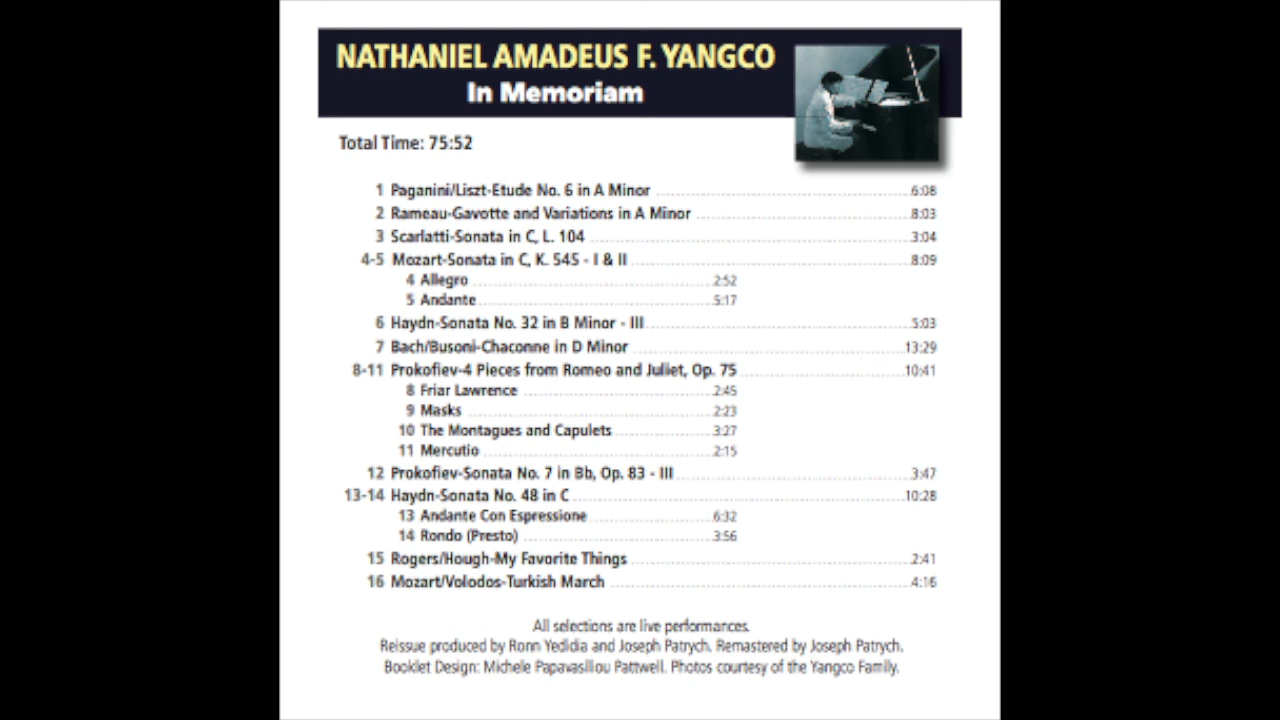 NATHANIEL AMADEUS F. YANGCO
In Memoriam
Total Time: 75:52
1 Paganini/Liszt-Etude No. 6 in A Minor 6:08
2 Rameau-Gavotte and Variations in A Minor 8:03
3 Scarlatti-Sonata in C, L. 104 3:04
4-5 Mozart-Sonata in C, K. 545 - I & II 8:09
4 Allegro 2:52
5 Andante 5:17
6 Haydn-Sonata No. 32 in B Minor - III 5:03
7 Bach/Busoni-Chaconne in D Minor 13:29
8-11 Prokofiev-4 Pieces from Romeo and Juliet, Op. 75 10:41
8 Friar Lawrence 2:45
9 Masks 2:23
10 The Montagues and Capulets 3:27
11 Mercutio 2:15
12 Prokofiev-Sonata No. 7 in Bb, Op. 83 - III 3:47
13-14 Haydn-Sonata No. 48 in C 10:28
13 Andante Con Espressione 6:32
14 Rondo (Presto) 3:56
15 Rogers/Hough-My Favorite Things 2:41
16 Mozart/Volodos-Turkish March 4:16
All selections are live performances.
Reissue produced by Ronn Yedidia and Joseph Patrych. Remastered by Joseph Patrych.
Booklet Design: Michele Papavasiliou Pattwell. Photos courtesy of the Yangco Family.